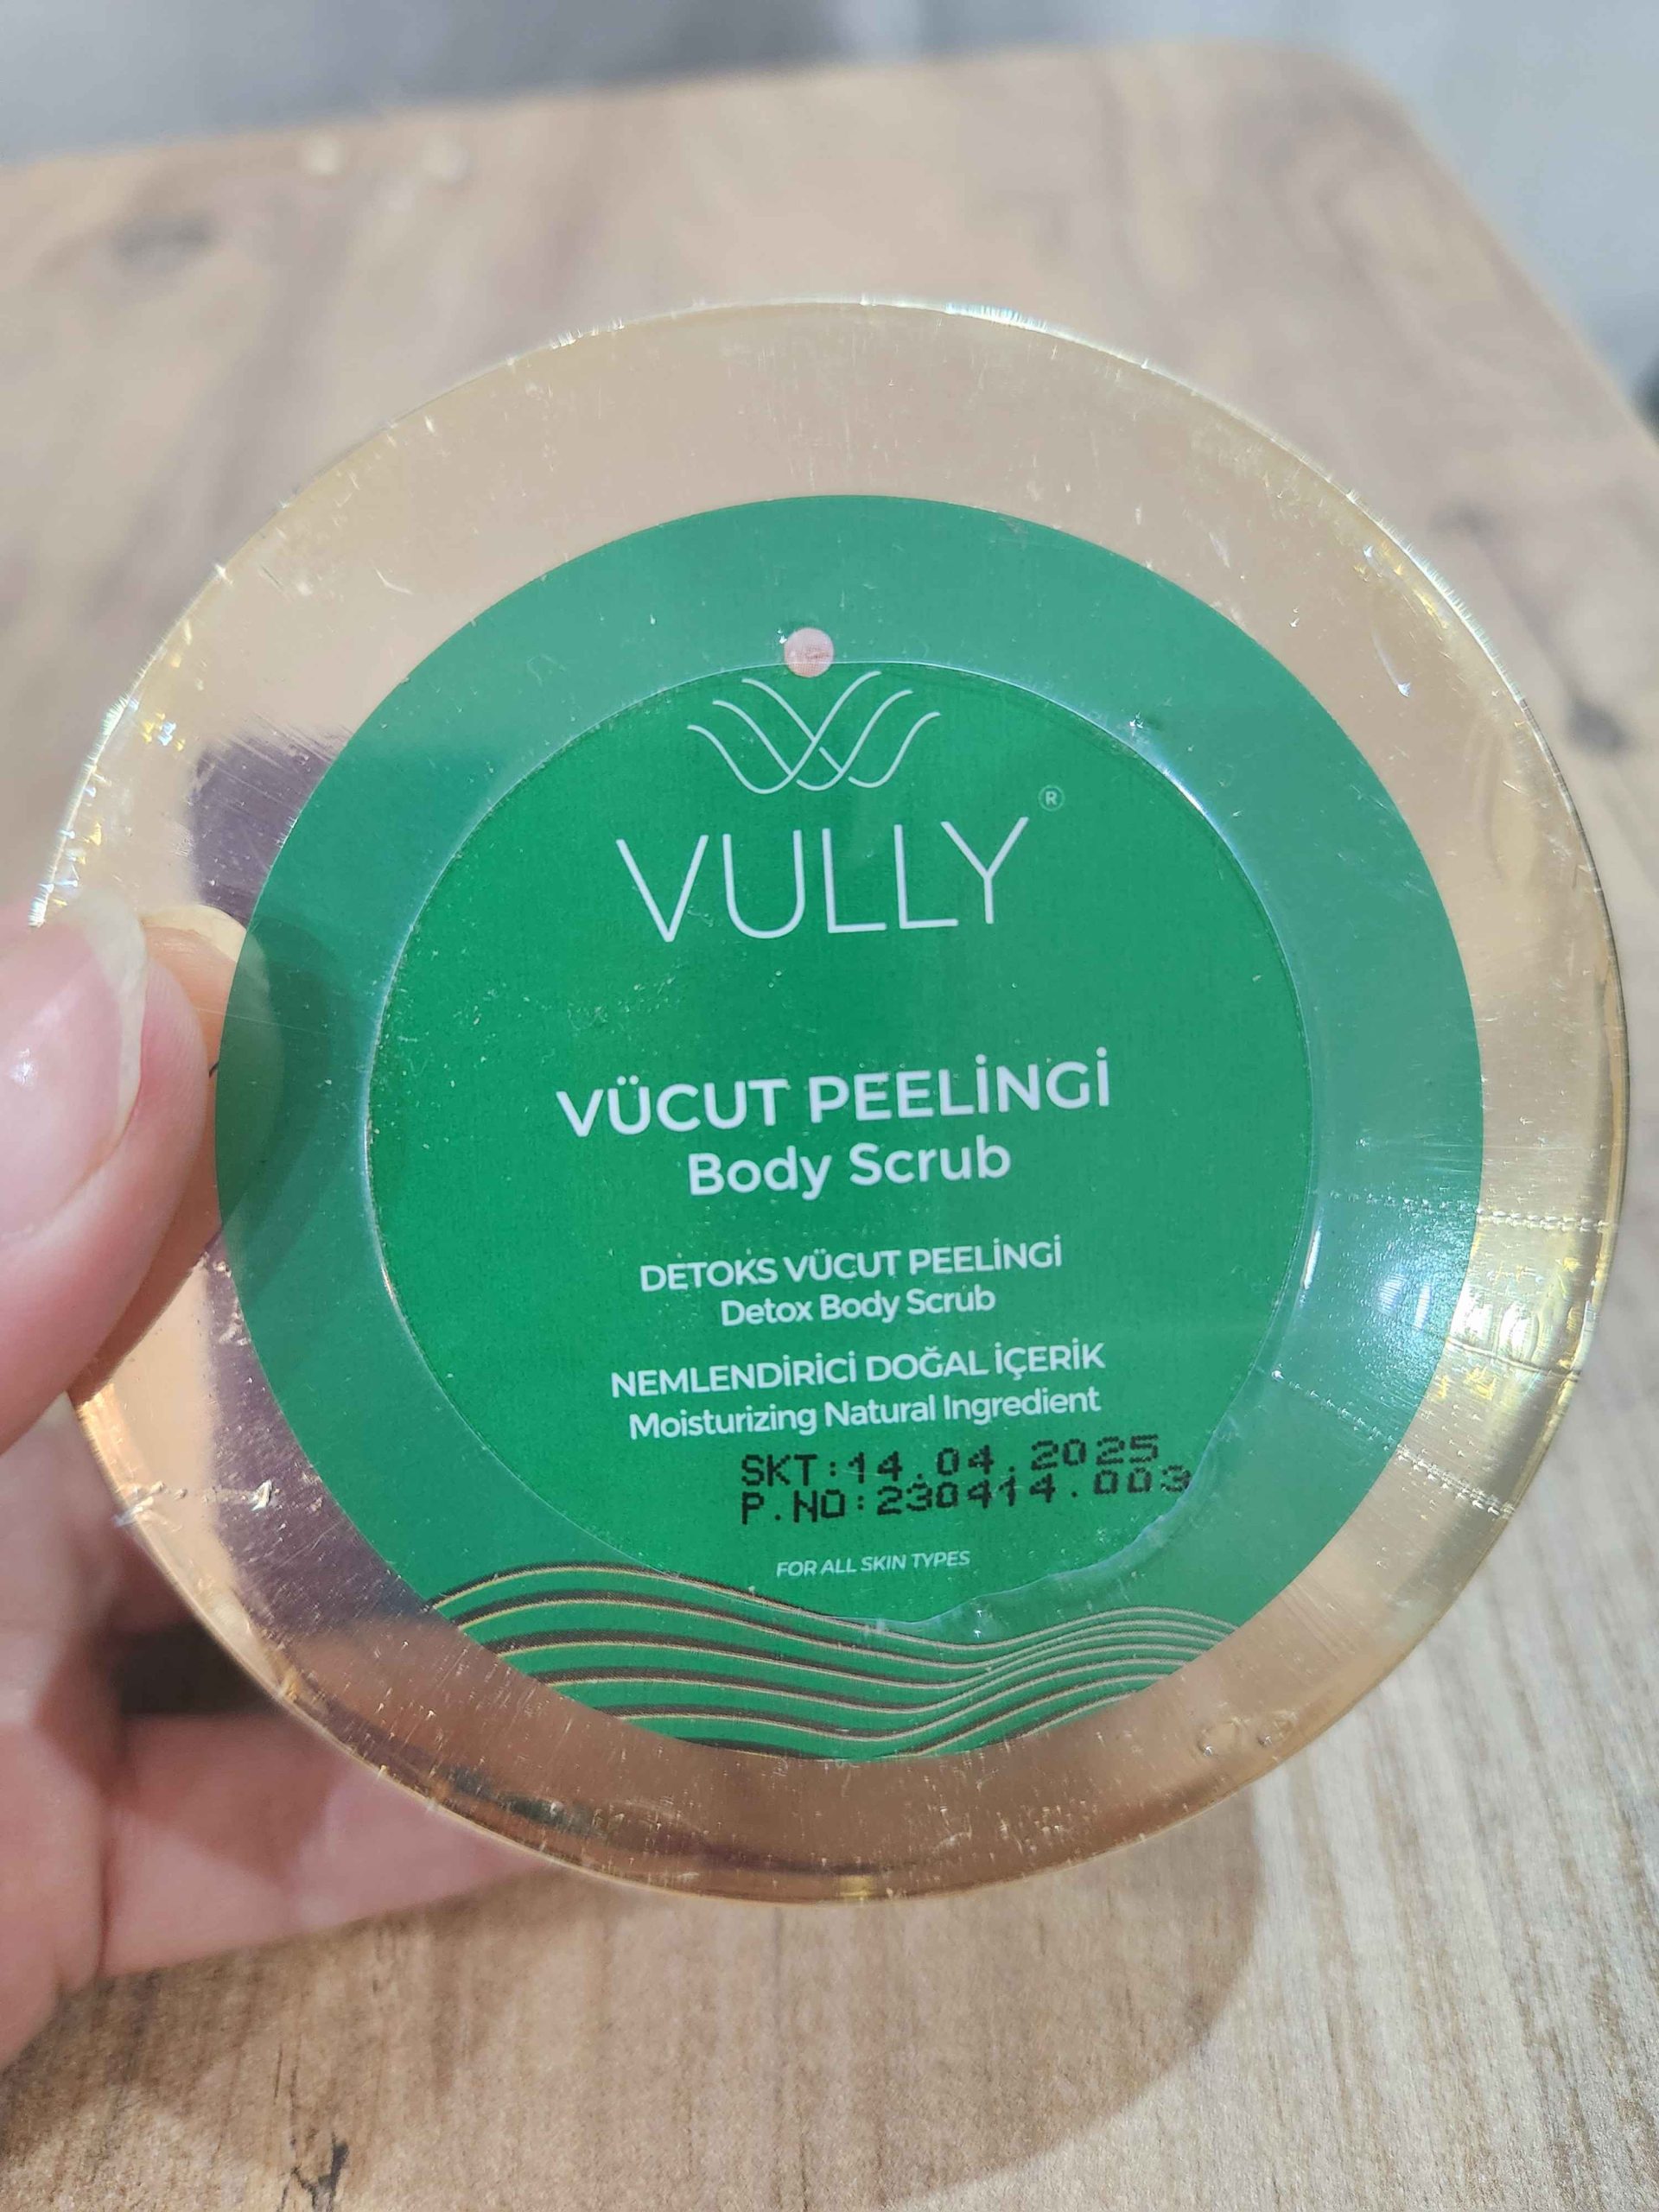 VULLY®
VÜCUT PEELİNGİ
Body Scrub
DETOKS VÜCUT PEELİNGİ
Detox Body Scrub
NEMLENDİRİCİ DOĞAL İÇERİK
Moisturizing Natural Ingredient
SKT:14.04.2025
P.NO:230414.003
FOR ALL SKIN TYPES